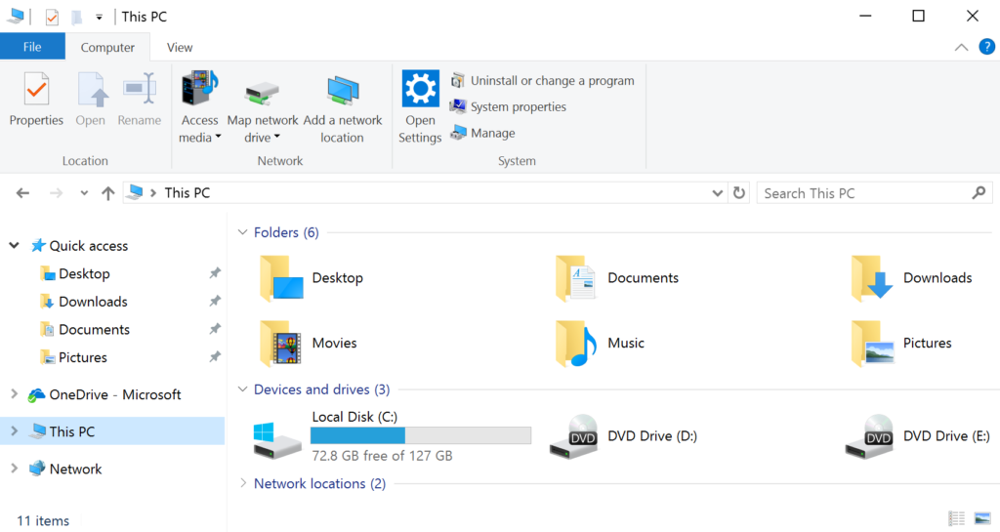 This PC
File
Computer
View
?
Properties
Open
Rename
Access
media
Map network
drive
Add a network
location
Open
Settings
Uninstall or change a program
System properties
Manage
Location
Network
System
This PC
Search This PC
Quick access
Desktop
Downloads
Documents
Pictures
OneDrive - Microsoft
This PC
Network
Folders (6)
Desktop
Documents
Downloads
Movies
Music
Pictures
Devices and drives (3)
Local Disk (C:)
72.8 GB free of 127 GB
DVD
DVD Drive (D:)
DVD
DVD Drive (E:)
Network locations (2)
11 items